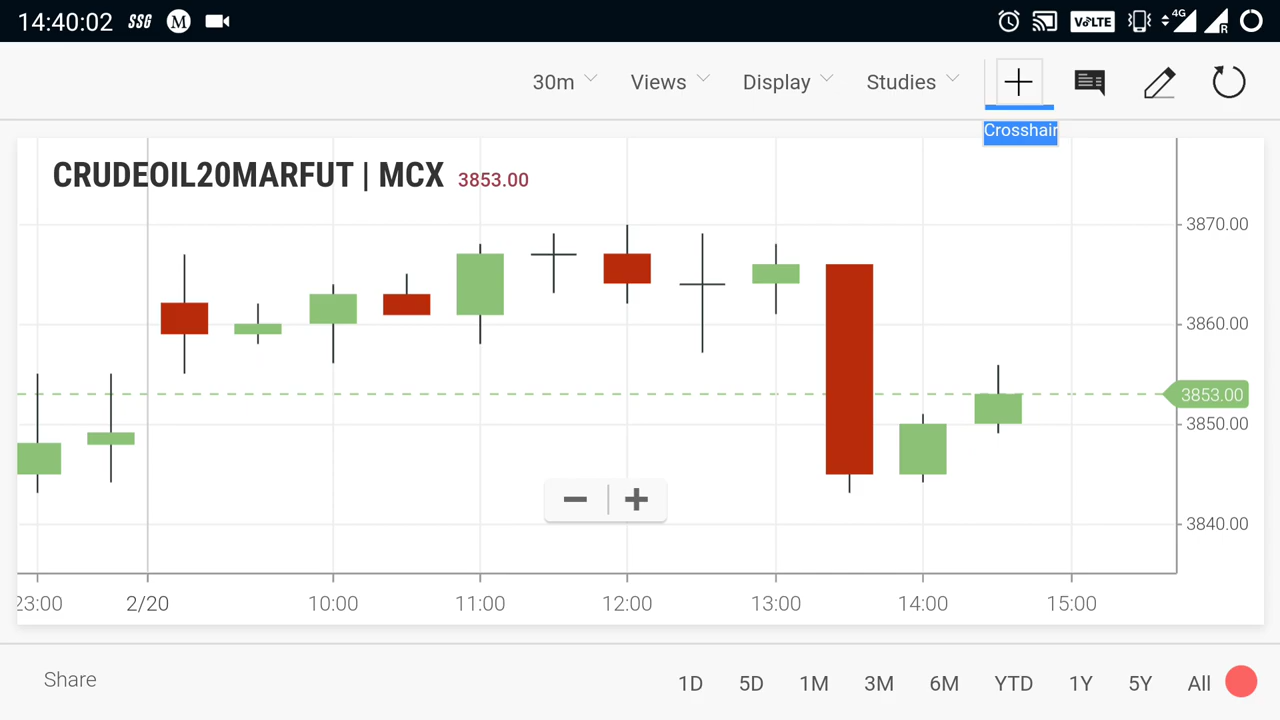 14:40:02 SSG M VoLTE 4G R
30m Views Display Studies
Crosshair
CRUDEOIL20MARFUT | MCX 3853.00
3870.00
3860.00
3853.00
3850.00
3840.00
23:00 2/20 10:00 11:00 12:00 13:00 14:00 15:00
Share 1D 5D 1M 3M 6M YTD 1Y 5Y All